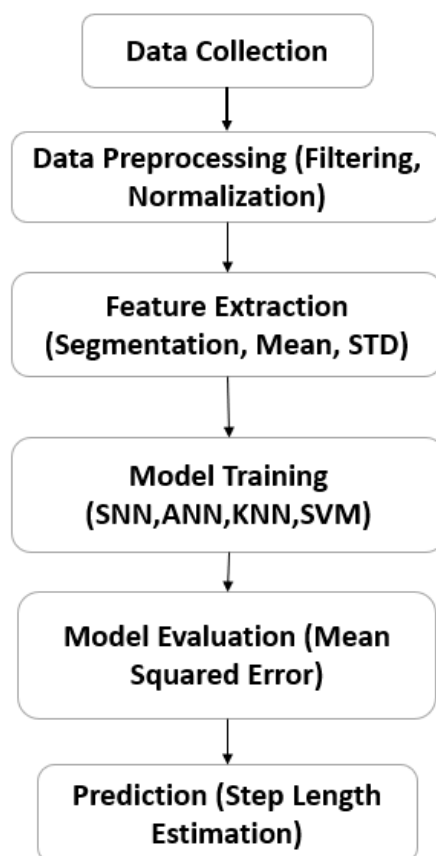 Data Collection
Data Preprocessing (Filtering,
Normalization)
Feature Extraction
(Segmentation, Mean, STD)
Model Training
(SNN,ANN,KNN,SVM)
Model Evaluation (Mean
Squared Error)
Prediction (Step Length
Estimation)